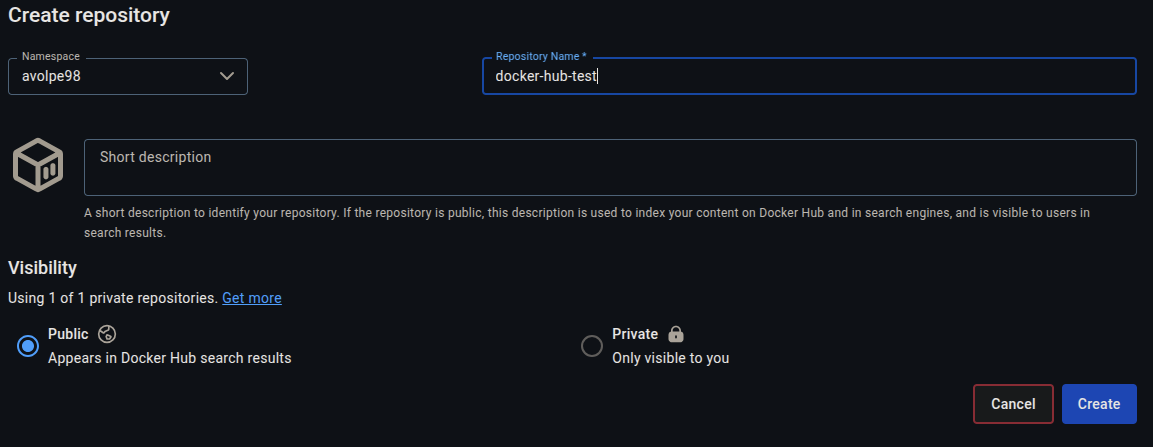 Create repository
Namespace
Repository Name *
avolpe98
docker-hub-test
Short description
A short description to identify your repository. If the repository is public, this description is used to index your content on Docker Hub and in search engines, and is visible to users in
search results.
Visibility
Using 1 of 1 private repositories. Get more
Public
Appears in Docker Hub search results
Private
Only visible to you
Cancel
Create